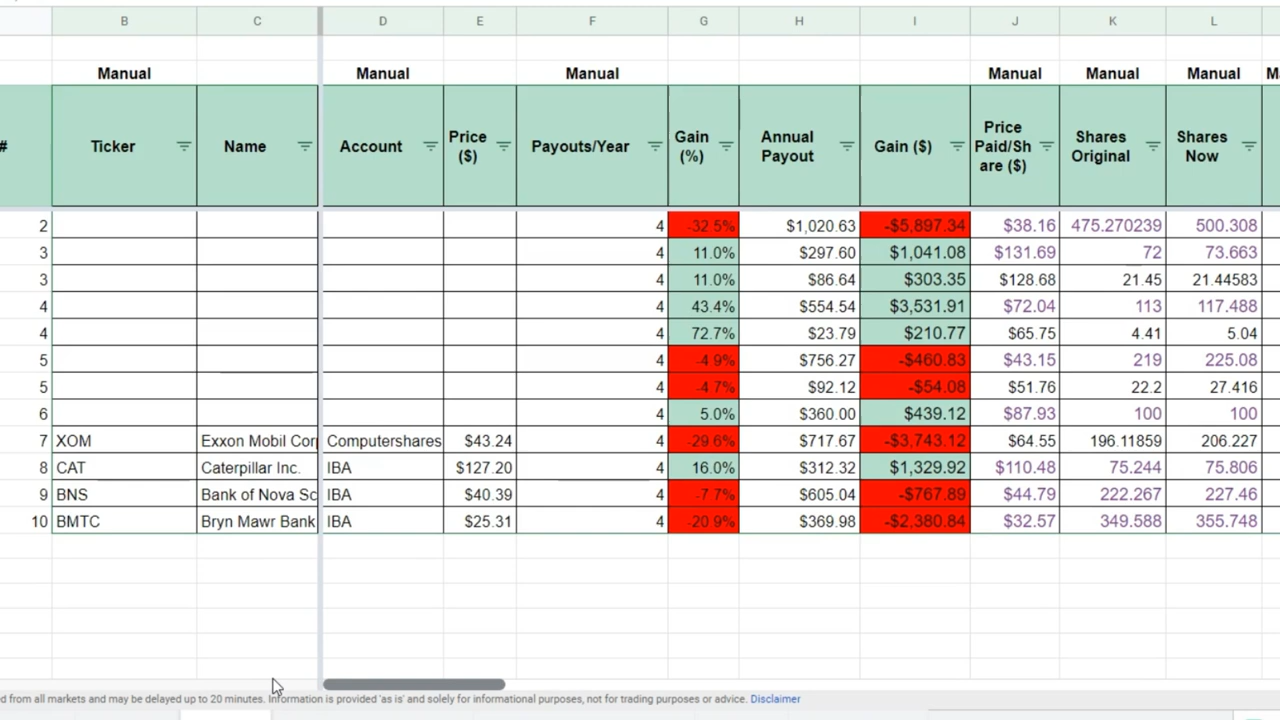 B C D E F G H I J K L
Manual Manual Manual Manual Manual Manual
# Ticker Name Account Price ($) Payouts/Year Gain (%) Annual Payout Gain ($) Price Paid/Share ($) Shares Original Shares Now
2 4 -32.5% $1,020.63 -$5,897.34 $38.16 475.270239 500.308
3 4 11.0% $297.60 $1,041.08 $131.69 72 73.663
3 4 11.0% $86.64 $303.35 $128.68 21.45 21.44583
4 4 43.4% $554.54 $3,531.91 $72.04 113 117.488
4 4 72.7% $23.79 $210.77 $65.75 4.41 5.04
5 4 -4.9% $756.27 -$460.83 $43.15 219 225.08
5 4 -4.7% $92.12 -$54.08 $51.76 22.2 27.416
6 4 5.0% $360.00 $439.12 $87.93 100 100
7 XOM Exxon Mobil Corp Computershares $43.24 4 -29.6% $717.67 -$3,743.12 $64.55 196.11859 206.227
8 CAT Caterpillar Inc. IBA $127.20 4 16.0% $312.32 $1,329.92 $110.48 75.244 75.806
9 BNS Bank of Nova Sc IBA $40.39 4 -7.7% $605.04 -$767.89 $44.79 222.267 227.46
10 BMTC Bryn Mawr Bank IBA $25.31 4 -20.9% $369.98 -$2,380.84 $32.57 349.588 355.748
from all markets and may be delayed up to 20 minutes. Information is provided 'as is' and solely for informational purposes, not for trading purposes or advice. Disclaimer